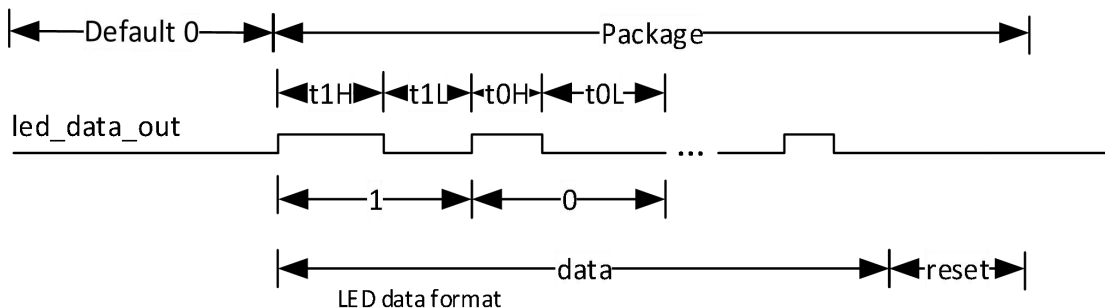 Default 0 Package
t1H t1L t0H t0L
led_data_out
...
1 0
data reset
LED data format